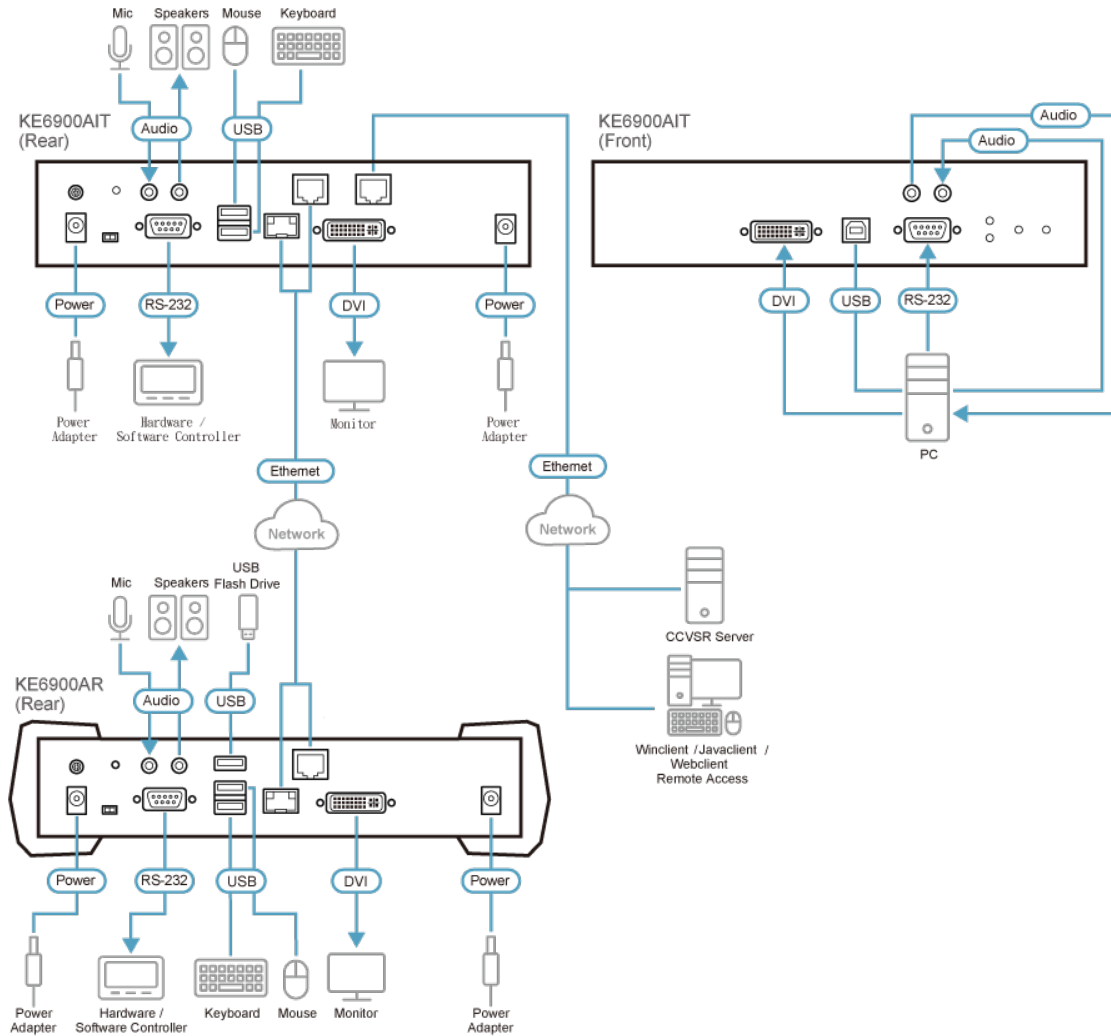 Mic
Speakers
Mouse
Keyboard
KE6900AIT
(Rear)
Audio
USB
KE6900AIT
(Front)
Audio
Audio
Power
RS-232
DVI
Power
DVI
USB
RS-232
Power
Adapter
Hardware /
Software Controller
Monitor
Power
Adapter
PC
Ethernet
Ethernet
Network
Network
Mic
Speakers
USB
Flash Drive
CCVSR Server
KE6900AR
(Rear)
Audio
USB
Winclient /Javaclient /
Webclient
Remote Access
Power
RS-232
USB
DVI
Power
Power
Adapter
Hardware /
Software Controller
Keyboard
Mouse
Monitor
Power
Adapter